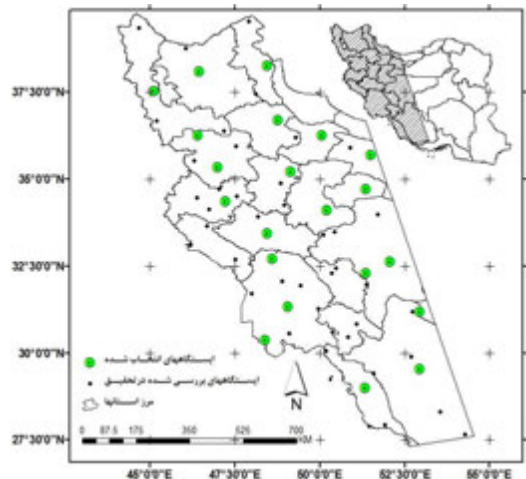 37°30'0"N
35°0'0"N
32°30'0"N
30°0'0"N
27°30'0"N
ایستگاههای انتخاب شده
ایستگاههای بررسی شده در تحقیق
مرز استانها
N
0 87.5 175 350 525 700
KM
45°0'0"E 47°30'0"E 50°0'0"E 52°30'0"E 55°0'0"E